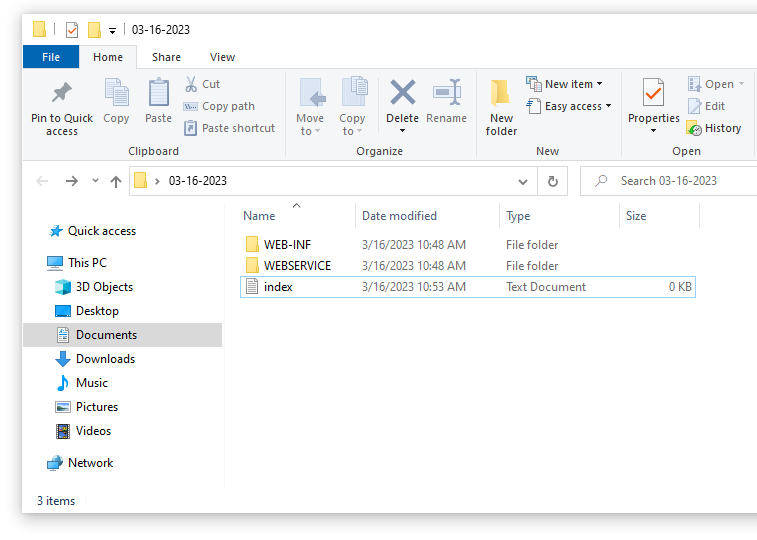 03-16-2023
File Home Share View
Pin to Quick access
Copy
Paste
Cut
Copy path
Paste shortcut
Clipboard
Move to
Copy to
Delete
Rename
Organize
New folder
New item
Easy access
New
Properties
Open
Edit
History
Open
03-16-2023
Search 03-16-2023
Quick access
This PC
3D Objects
Desktop
Documents
Downloads
Music
Pictures
Videos
Network
Name Date modified Type Size
WEB-INF 3/16/2023 10:48 AM File folder
WEBSERVICE 3/16/2023 10:48 AM File folder
index 3/16/2023 10:53 AM Text Document 0 KB
3 items